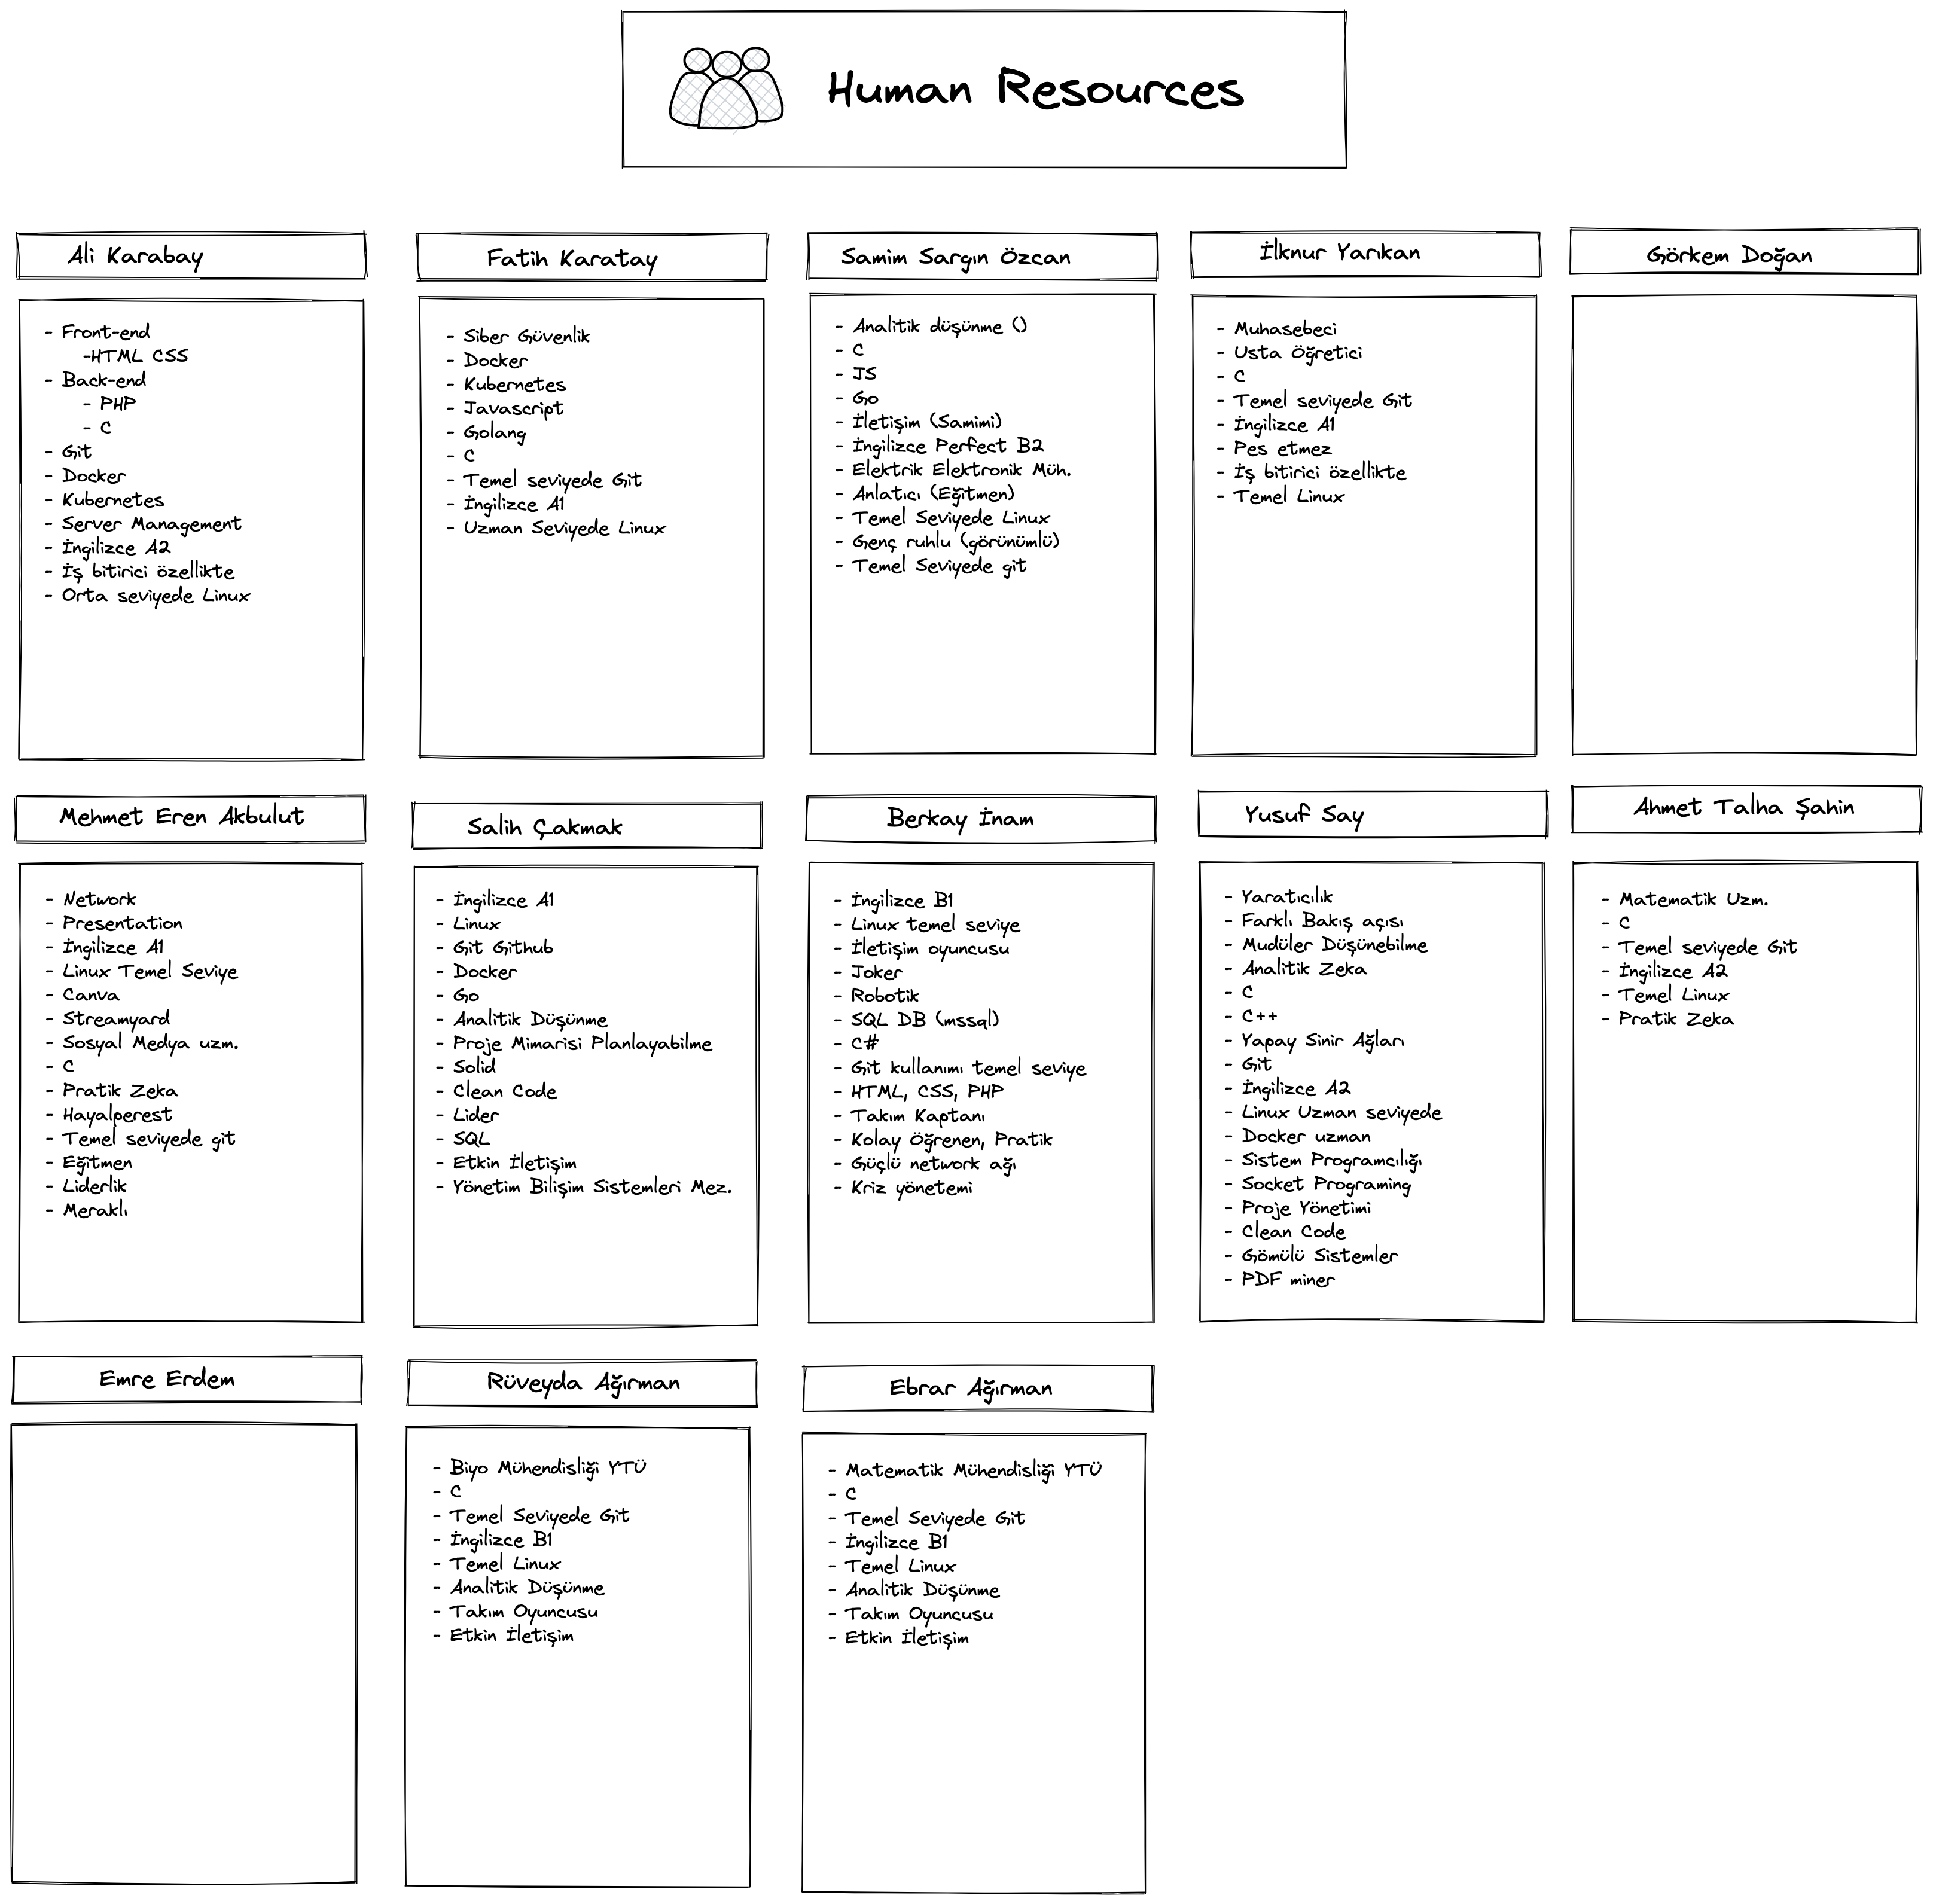 Human Resources
Ali Karabay
- Front-end
-HTML CSS
- Back-end
- PHP
- C
- Git
- Docker
- Kubernetes
- Server Management
- İngilizce A2
- İş bitirici özellikte
- Orta seviyede Linux
Fatih Karatay
- Siber Güvenlik
- Docker
- Kubernetes
- Javascript
- Golang
- C
- Temel seviyede Git
- İngilizce A1
- Uzman Seviyede Linux
Samim Sargın Özcan
- Analitik düşünme ()
- C
- JS
- Go
- İletişim (Samimi)
- İngilizce Perfect B2
- Elektrik Elektronik Müh.
- Anlatıcı (Eğitmen)
- Temel Seviyede Linux
- Genç ruhlu (görünümlü)
- Temel Seviyede git
İlknur Yarıkan
- Muhasebeci
- Usta Öğretici
- C
- Temel seviyede Git
- İngilizce A1
- Pes etmez
- İş bitirici özellikte
- Temel Linux
Görkem Doğan
Mehmet Eren Akbulut
- Network
- Presentation
- İngilizce A1
- Linux Temel Seviye
- Canva
- Streamyard
- Sosyal Medya uzm.
- C
- Pratik Zeka
- Hayalperest
- Temel seviyede git
- Eğitmen
- Liderlik
- Meraklı
Salih Çakmak
- İngilizce A1
- Linux
- Git Github
- Docker
- Go
- Analitik Düşünme
- Proje Mimarisi Planlayabilme
- Solid
- Clean Code
- Lider
- SQL
- Etkin İletişim
- Yönetim Bilişim Sistemleri Mez.
Berkay İnam
- İngilizce B1
- Linux temel seviye
- İletişim oyuncusu
- Joker
- Robotik
- SQL DB (mssql)
- C#
- Git kullanımı temel seviye
- HTML, CSS, PHP
- Takım Kaptanı
- Kolay Öğrenen, Pratik
- Güçlü network ağı
- Kriz yönetemi
Yusuf Say
- Yaratıcılık
- Farklı Bakış açısı
- Mudüler Düşünebilme
- Analitik Zeka
- C
- C++
- Yapay Sinir Ağları
- Git
- İngilizce A2
- Linux Uzman seviyede
- Docker uzman
- Sistem Programcılığı
- Socket Programing
- Proje Yönetimi
- Clean Code
- Gömülü Sistemler
- PDF miner
Ahmet Talha Şahin
- Matematik Uzm.
- C
- Temel seviyede Git
- İngilizce A2
- Temel Linux
- Pratik Zeka
Emre Erdem
Rüveyda Ağırman
- Biyo Mühendisliği YTÜ
- C
- Temel Seviyede Git
- İngilizce B1
- Temel Linux
- Analitik Düşünme
- Takım Oyuncusu
- Etkin İletişim
Ebrar Ağırman
- Matematik Mühendisliği YTÜ
- C
- Temel Seviyede Git
- İngilizce B1
- Temel Linux
- Analitik Düşünme
- Takım Oyuncusu
- Etkin İletişim